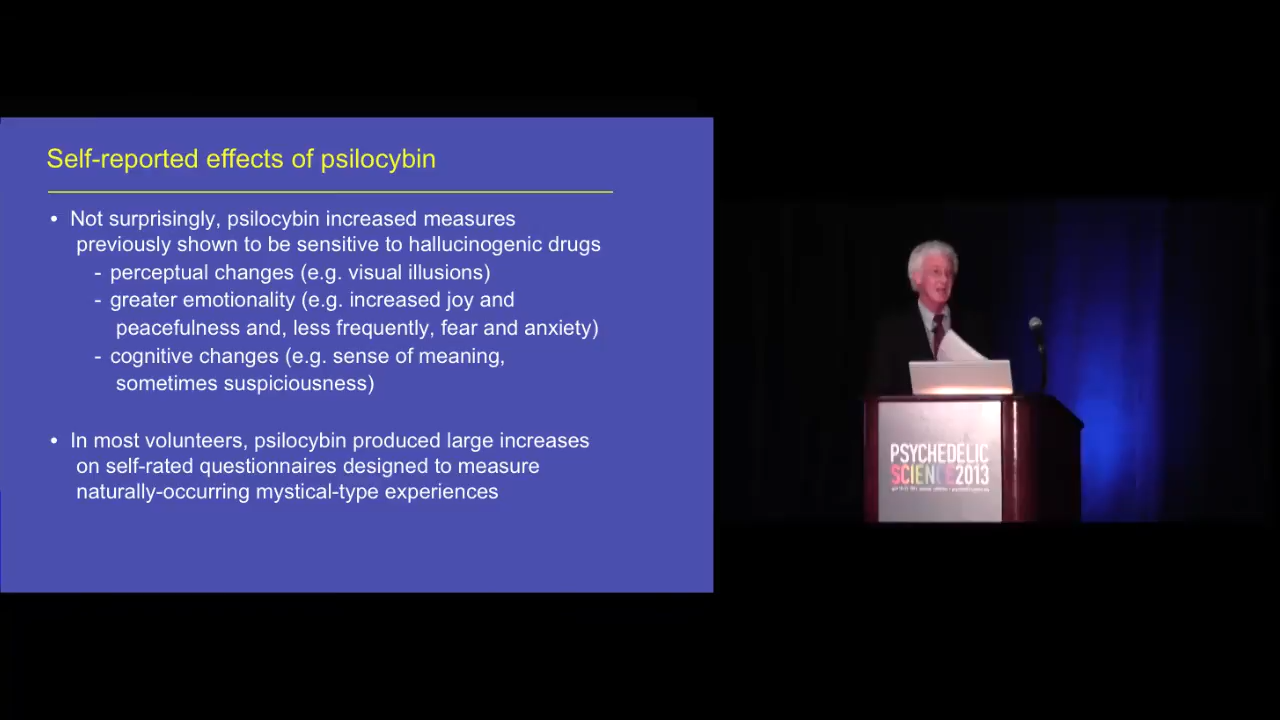 Self-reported effects of psilocybin
• Not surprisingly, psilocybin increased measures
previously shown to be sensitive to hallucinogenic drugs
- perceptual changes (e.g. visual illusions)
- greater emotionality (e.g. increased joy and
peacefulness and, less frequently, fear and anxiety)
- cognitive changes (e.g. sense of meaning,
sometimes suspiciousness)
• In most volunteers, psilocybin produced large increases
on self-rated questionnaires designed to measure
naturally-occurring mystical-type experiences
PSYCHEDELIC
SCIENCE 2013